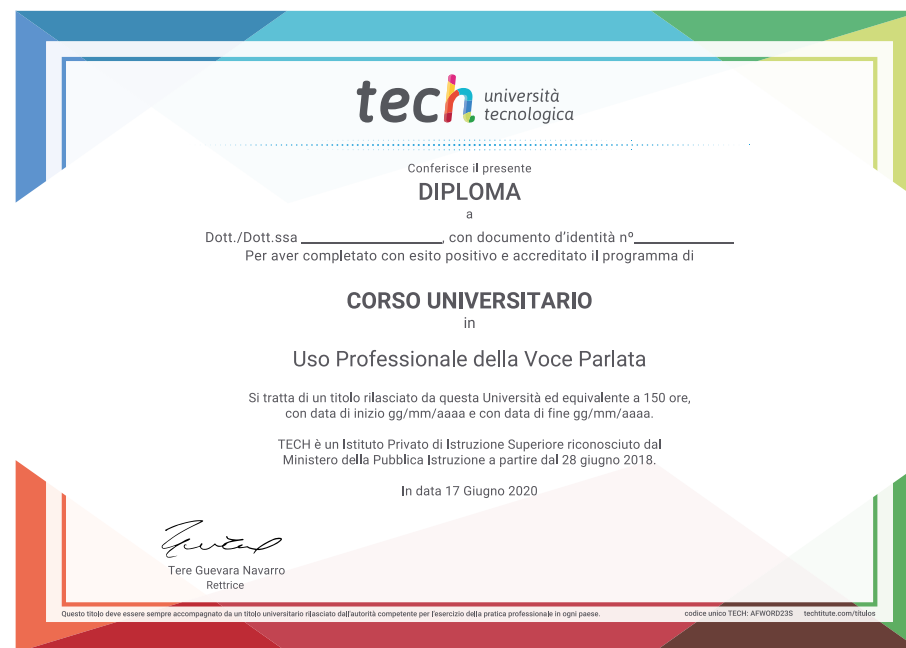 tech università
tecnologica
Conferisce il presente
DIPLOMA
a
Dott./Dott.ssa ____________________, con documento d'identità nº______________
Per aver completato con esito positivo e accreditato il programma di
CORSO UNIVERSITARIO
in
Uso Professionale della Voce Parlata
Si tratta di un titolo rilasciato da questa Università ed equivalente a 150 ore,
con data di inizio gg/mm/aaaa e con data di fine gg/mm/aaaa.
TECH è un Istituto Privato di Istruzione Superiore riconosciuto dal
Ministero della Pubblica Istruzione a partire dal 28 giugno 2018.
In data 17 Giugno 2020
Tere Guevara Navarro
Rettrice
Questo titolo deve essere sempre accompagnato da un titolo universitario rilasciato dall'autorità competente per l'esercizio della pratica professionale in ogni paese.
codice unico TECH: AFWORD23S techtitute.com/titulos